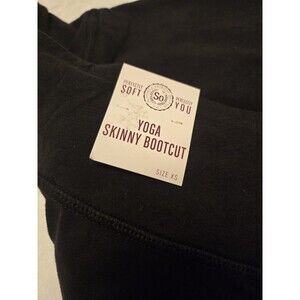 PERFECTLY SOFT
So
PERFECTLY YOU
YOGA
SKINNY BOOTCUT
SIZE XS